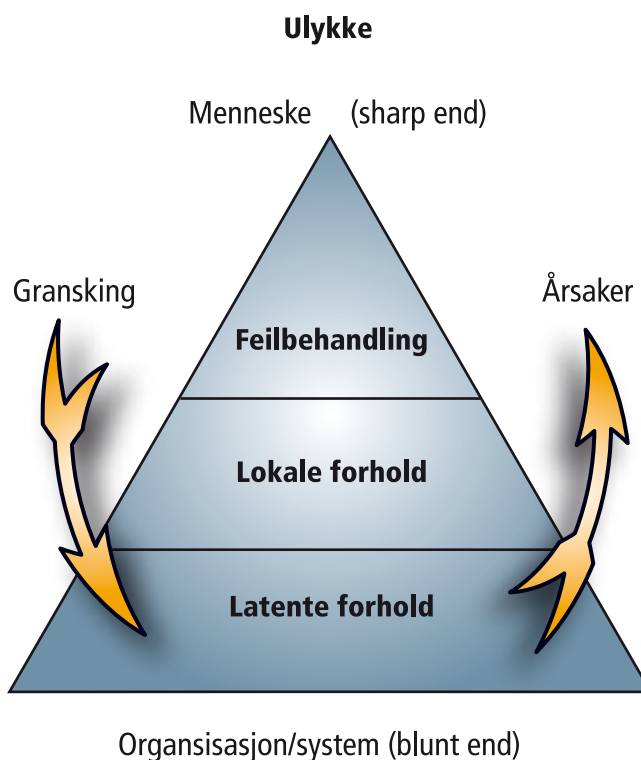 Ulykke
Menneske (sharp end)
Gransking
Årsaker
Feilbehandling
Lokale forhold
Latente forhold
Organsisasjon/system (blunt end)